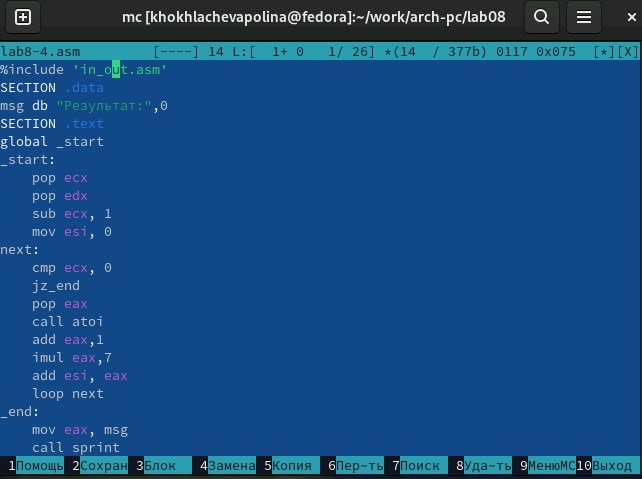 mc [khokhlachevapolina@fedora]:~/work/arch-pc/lab08
lab8-4.asm [----] 14 L:[ 1+ 0 1/ 26] *(14 / 377b) 0117 0x075 [*][X]
%include 'in_out.asm'
SECTION .data
msg db "Результат:",0
SECTION .text
global _start
_start:
    pop ecx
    pop edx
    sub ecx, 1
    mov esi, 0
next:
    cmp ecx, 0
    jz_end
    pop eax
    call atoi
    add eax,1
    imul eax,7
    add esi, eax
    loop next
_end:
    mov eax, msg
    call sprint
1Помощь 2Сохран 3Блок 4Замена 5Копия 6Пер~ть 7Поиск 8Уда~ть 9МенюMC 10Выход